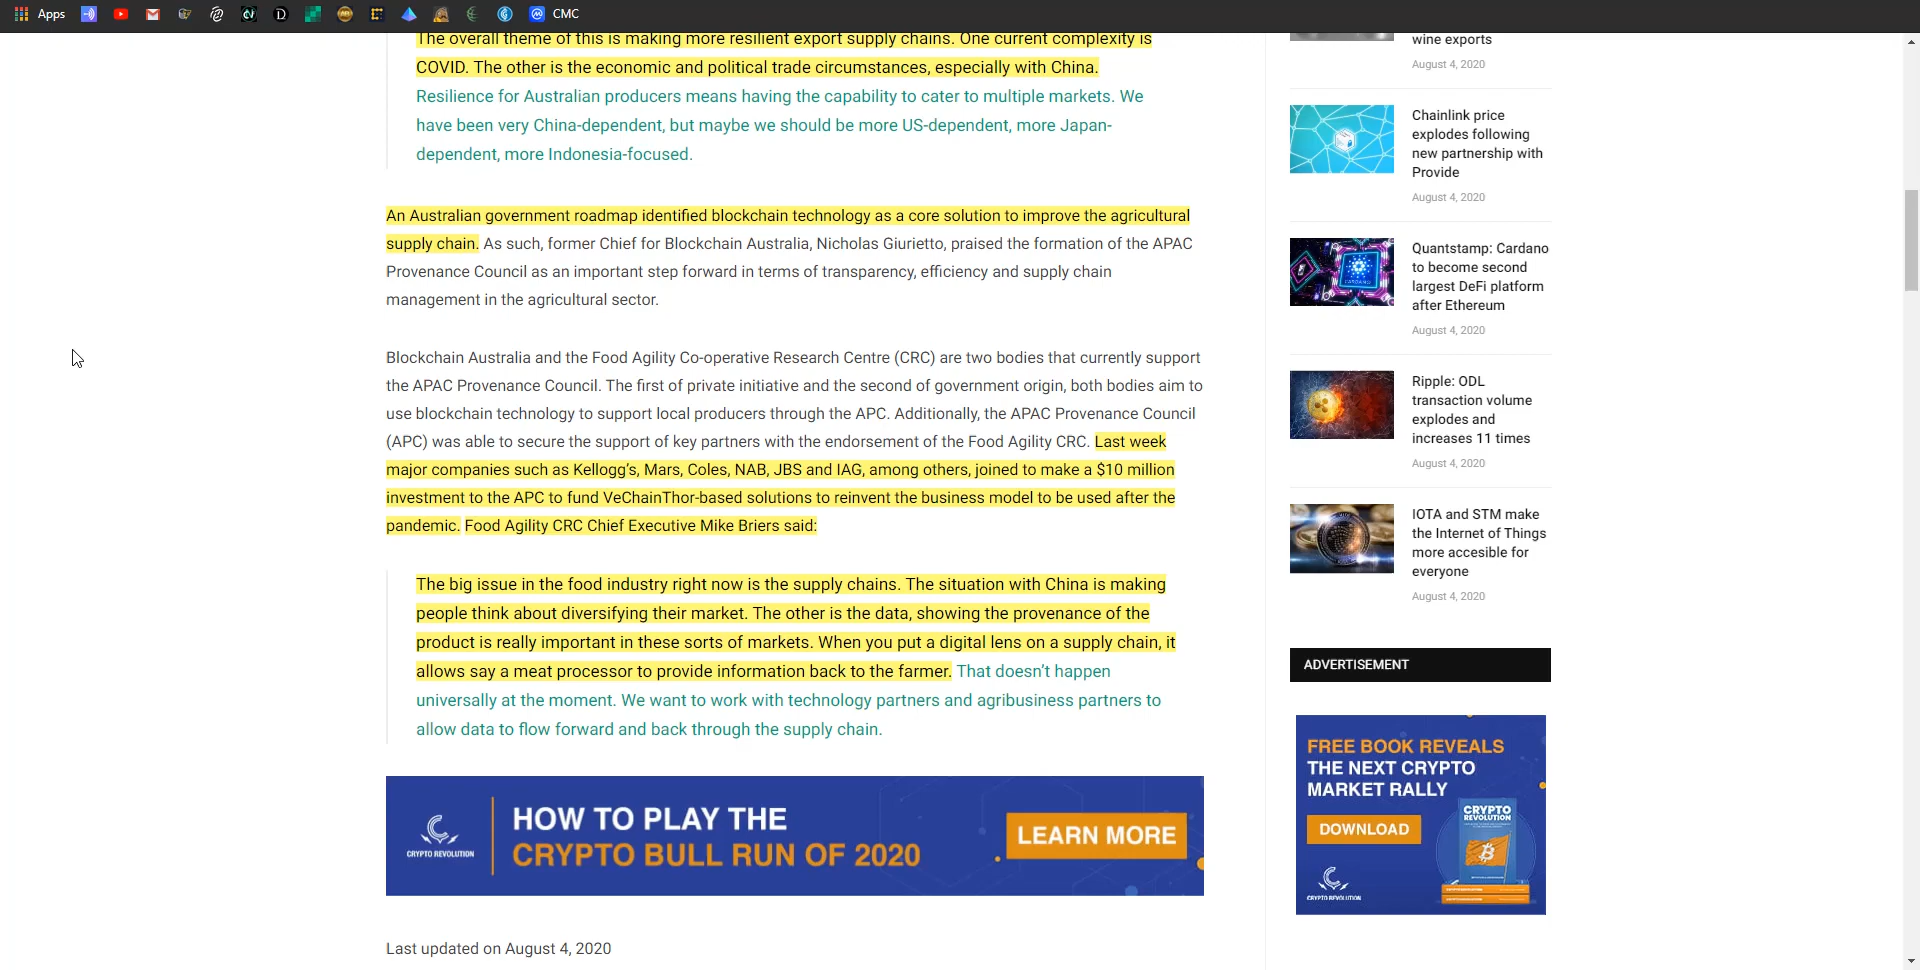 Apps
CMC
The overall theme of this is making more resilient export supply chains. One current complexity is
COVID. The other is the economic and political trade circumstances, especially with China.
Resilience for Australian producers means having the capability to cater to multiple markets. We
have been very China-dependent, but maybe we should be more US-dependent, more Japan-
dependent, more Indonesia-focused.
An Australian government roadmap identified blockchain technology as a core solution to improve the agricultural
supply chain. As such, former Chief for Blockchain Australia, Nicholas Giurietto, praised the formation of the APAC
Provenance Council as an important step forward in terms of transparency, efficiency and supply chain
management in the agricultural sector.
Blockchain Australia and the Food Agility Co-operative Research Centre (CRC) are two bodies that currently support
the APAC Provenance Council. The first of private initiative and the second of government origin, both bodies aim to
use blockchain technology to support local producers through the APC. Additionally, the APAC Provenance Council
(APC) was able to secure the support of key partners with the endorsement of the Food Agility CRC. Last week
major companies such as Kellogg's, Mars, Coles, NAB, JBS and IAG, among others, joined to make a $10 million
investment to the APC to fund VeChainThor-based solutions to reinvent the business model to be used after the
pandemic. Food Agility CRC Chief Executive Mike Briers said:
The big issue in the food industry right now is the supply chains. The situation with China is making
people think about diversifying their market. The other is the data, showing the provenance of the
product is really important in these sorts of markets. When you put a digital lens on a supply chain, it
allows say a meat processor to provide information back to the farmer. That doesn't happen
universally at the moment. We want to work with technology partners and agribusiness partners to
allow data to flow forward and back through the supply chain.
CRYPTO REVOLUTION
HOW TO PLAY THE
CRYPTO BULL RUN OF 2020
LEARN MORE
Last updated on August 4, 2020
wine exports
August 4, 2020
Chainlink price
explodes following
new partnership with
Provide
August 4, 2020
Quantstamp: Cardano
to become second
largest DeFi platform
after Ethereum
August 4, 2020
Ripple: ODL
transaction volume
explodes and
increases 11 times
August 4, 2020
IOTA and STM make
the Internet of Things
more accesible for
everyone
August 4, 2020
ADVERTISEMENT
FREE BOOK REVEALS
THE NEXT CRYPTO
MARKET RALLY
DOWNLOAD
CRYPTO
REVOLUTION
CRYPTO REVOLUTION